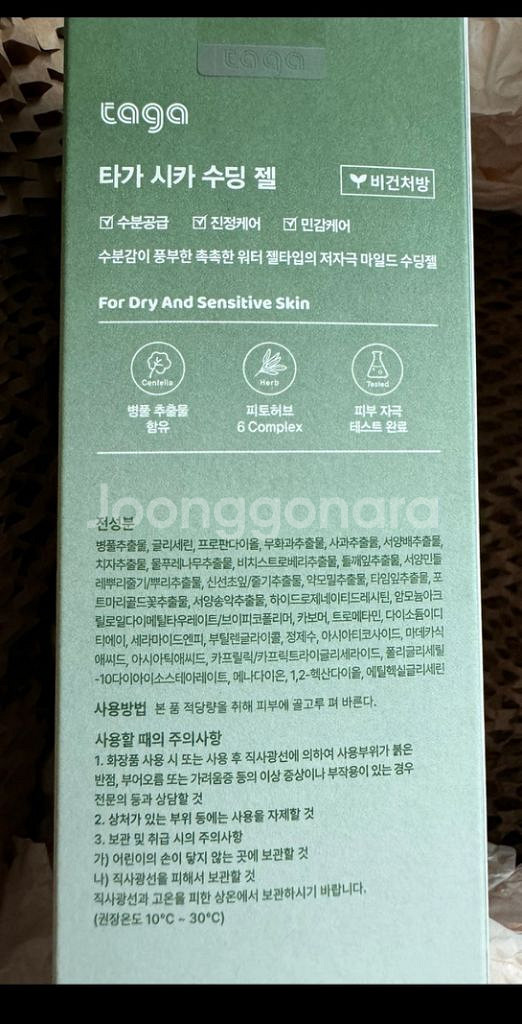 taga
taga
타가 시카 수딩 젤
비건처방
수분공급 진정케어 민감케어
수분감이 풍부한 촉촉한 워터 젤타입의 저자극 마일드 수딩젤
For Dry And Sensitive Skin
Centella Herb Tested
병풀 추출물 피토허브 피부 자극
함유 6 Complex 테스트 완료
Joonggonara
전성분
병풀추출물, 글리세린, 프로판다이올, 무화과추출물, 사과추출물, 서양배추출물,
치자추출물, 물푸레나무추출물, 비치스트로베리추출물, 들깨잎추출물, 서양민들
레뿌리줄기/뿌리추출물, 신선초잎/줄기추출물, 약모밀추출물, 타임잎추출물, 포
트마리골드꽃추출물, 서양송악추출물, 하이드로제네이티드레시틴, 암모늄아크
릴로일다이메틸타우레이트/브이피코폴리머, 카보머, 트로메타민, 다이소듐이디
티에이, 세라마이드엔피, 부틸렌글라이콜, 정제수, 아시아티코사이드, 마데카식
애씨드, 아시아틱애씨드, 카프릴릭/카프릭트라이글리세라이드, 폴리글리세릴
-10다이아이소스테아레이트, 메나다이온, 1,2-헥산다이올, 에틸헥실글리세린
사용방법 본 품 적당량을 취해 피부에 골고루 펴 바른다.
사용할 때의 주의사항
1. 화장품 사용 시 또는 사용 후 직사광선에 의하여 사용부위가 붉은
반점, 부어오름 또는 가려움증 등의 이상 증상이나 부작용이 있는 경우
전문의 등과 상담할 것
2. 상처가 있는 부위 등에는 사용을 자제할 것
3. 보관 및 취급 시의 주의사항
가) 어린이의 손이 닿지 않는 곳에 보관할 것
나) 직사광선을 피해서 보관할 것
직사광선과 고온을 피한 상온에서 보관하시기 바랍니다.
(권장온도 10°C ~ 30°C)